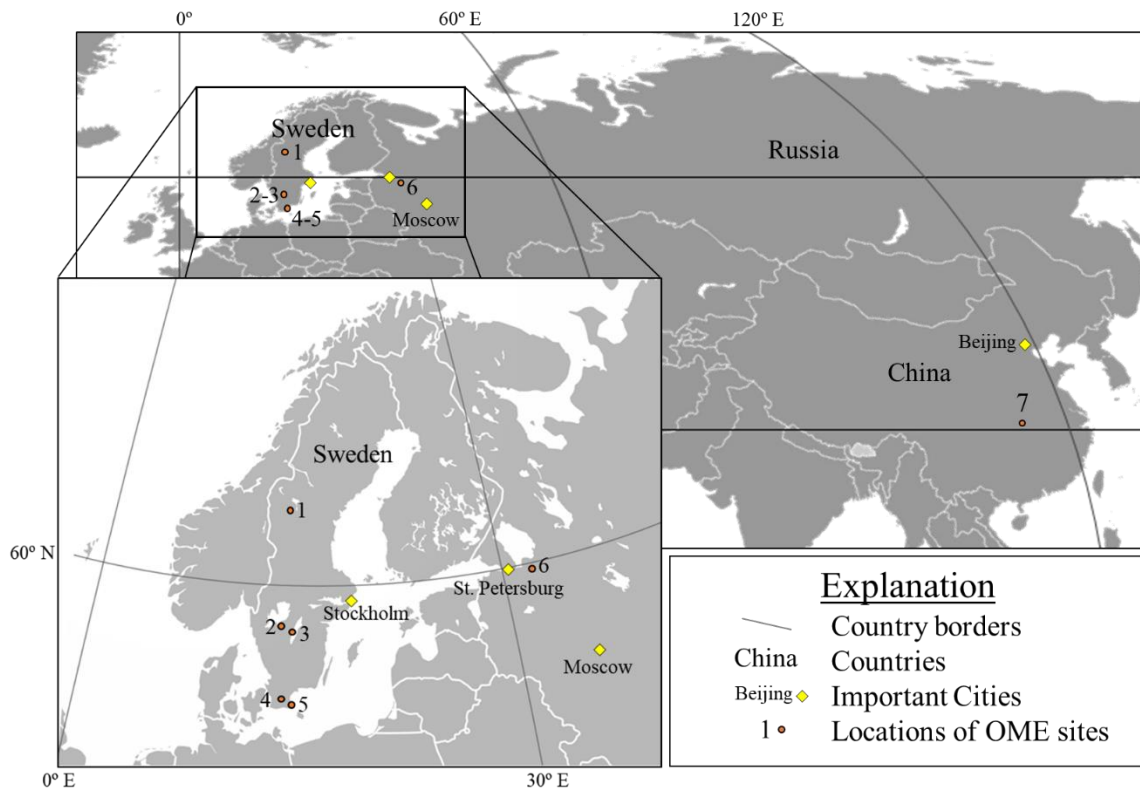 0º
60º E
120º E
Sweden
1
Russia
2-3
6
4-5
Moscow
Beijing
China
7
Sweden
1
60º N
6
St. Petersburg
Stockholm
2
3
Moscow
4
5
0º E
30º E
Explanation
Country borders
China Countries
Beijing Important Cities
1 Locations of OME sites